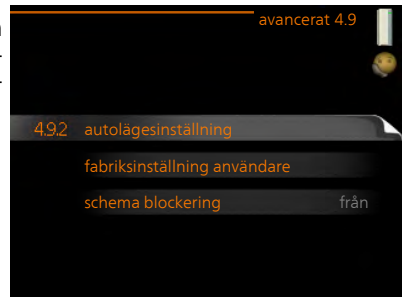 avancerat 4.9
4.9.2 autolägesinställning
fabriksinställning användare
schema blockering från